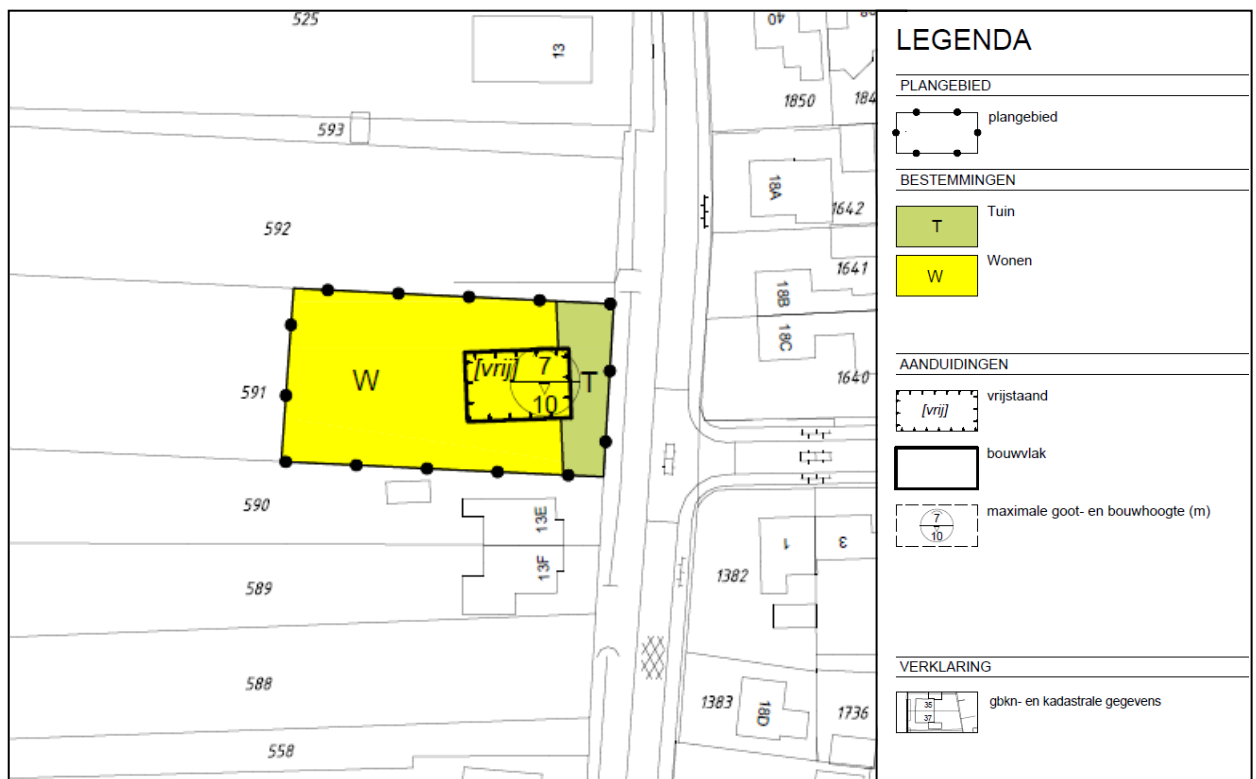 525
13
40
1850
184
593
18A
1642
592
1641
18B
18C
591
W
[vrij]
7
10
T
1640
590
13E
13F
589
1
3
1382
588
1383
18D
1736
558
LEGENDA
PLANGEBIED
plangebied
BESTEMMINGEN
T
Tuin
W
Wonen
AANDUIDINGEN
[vrij]
vrijstaand
bouwvlak
7
10
maximale goot- en bouwhoogte (m)
VERKLARING
35
37
gbkn- en kadastrale gegevens